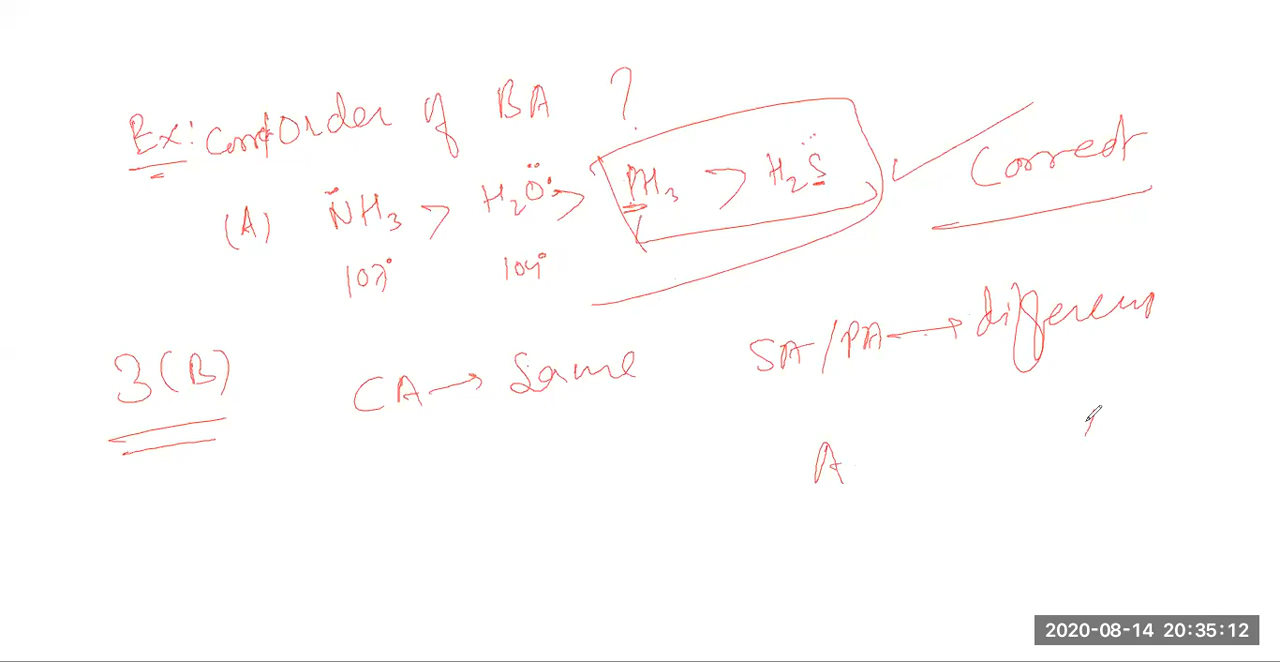 Ex: Correct Order of BA ?
(A) NH3 > H2O > PH3 > H2S Correct
107° 104°
3(B) CA → Same SA/PA → different
A
2020-08-14 20:35:12